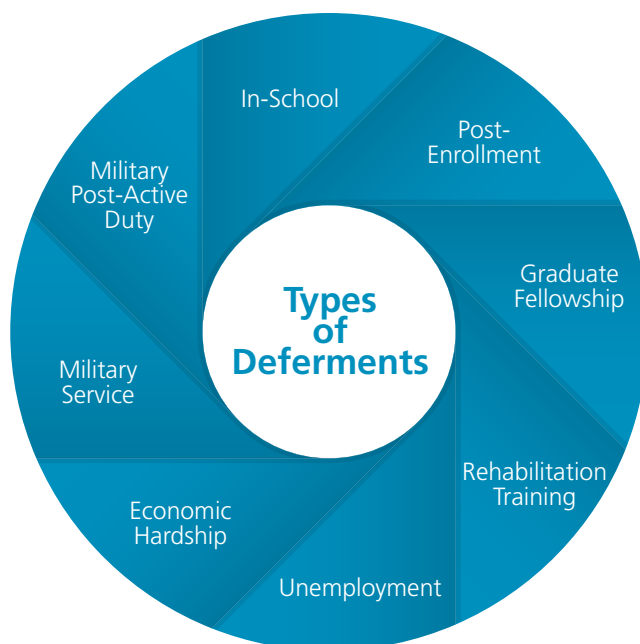 Types
of
Deferments
In-School
Post-
Enrollment
Graduate
Fellowship
Rehabilitation
Training
Unemployment
Economic
Hardship
Military
Service
Military
Post-Active
Duty